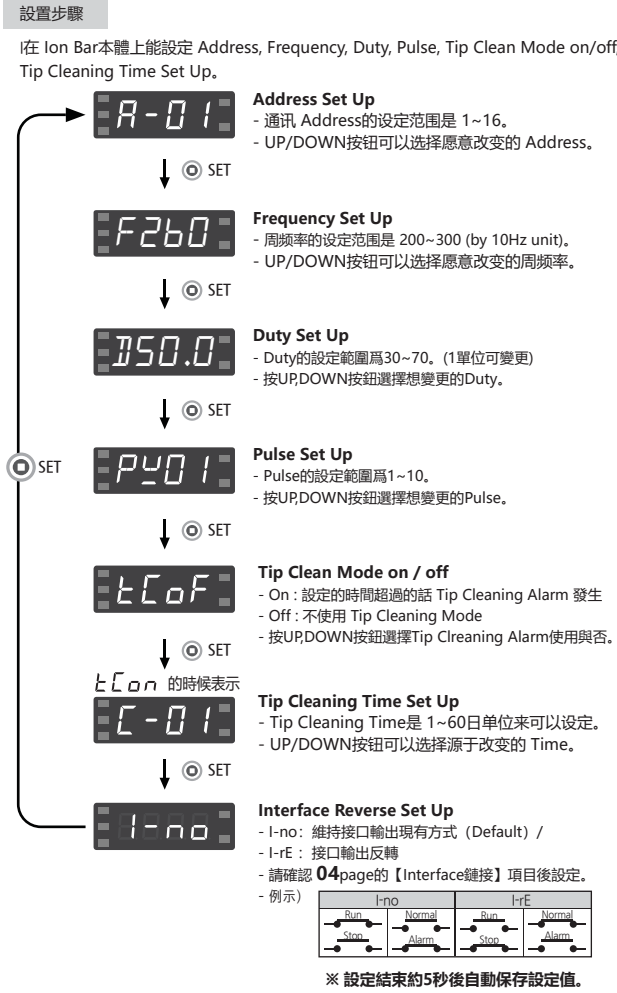 設置步驟
在 Ion Bar本體上能設定 Address, Frequency, Duty, Pulse, Tip Clean Mode on/off,
Tip Cleaning Time Set Up。
A-01
Address Set Up
- 通讯 Address的设定范围是 1~16。
- UP/DOWN按钮可以选择愿意改变的 Address。
SET
F2b0
Frequency Set Up
- 周频率的设定范围是 200~300 (by 10Hz unit)。
- UP/DOWN按钮可以选择愿意改变的周频率。
SET
D50.0
Duty Set Up
- Duty的設定範圍爲30~70。(1單位可變更)
- 按UP,DOWN按鈕選擇想變更的Duty。
SET
SET
Pu01
Pulse Set Up
- Pulse的設定範圍爲1~10。
- 按UP,DOWN按鈕選擇想變更的Pulse。
SET
tCoF
Tip Clean Mode on / off
- On : 設定的時間超過的話 Tip Cleaning Alarm 發生
- Off : 不使用 Tip Cleaning Mode
- 按UP,DOWN按鈕選擇Tip Clreaning Alarm使用與否。
SET
tCon 的時候表示
C-01
Tip Cleaning Time Set Up
- Tip Cleaning Time是 1~60日单位来可以设定。
- UP/DOWN按钮可以选择源于改变的 Time。
SET
I-no
Interface Reverse Set Up
- I-no：維持接口輸出現有方式（Default）/
- I-rE ：接口輸出反轉
- 請確認 04page的【Interface鏈接】項目後設定。
- 例示）
I-no I-rE
Run Normal Run Normal
Stop Alarm Stop Alarm
※ 設定結束約5秒後自動保存設定值。